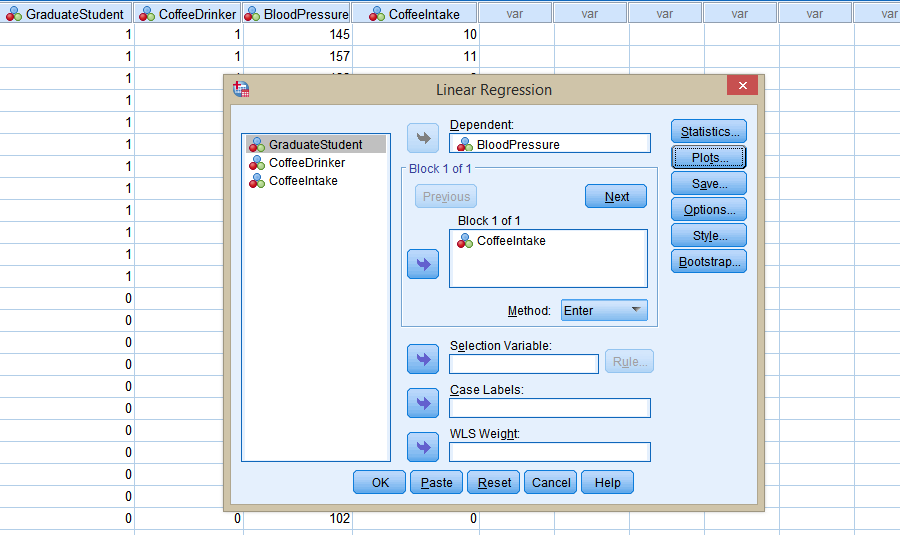 GraduateStudent CoffeeDrinker BloodPressure CoffeeIntake var var var var var var
1 1 145 10
1 1 157 11
1
1
1
1
1
1
1
1
1
1
0
0
0
0
0
0
0
0
0
0
0 0 102 0
Linear Regression
GraduateStudent
CoffeeDrinker
CoffeeIntake
Dependent:
BloodPressure
Block 1 of 1
Previous Next
Block 1 of 1
CoffeeIntake
Method: Enter
Selection Variable:
Rule...
Case Labels:
WLS Weight:
Statistics...
Plots...
Save...
Options...
Style...
Bootstrap...
OK Paste Reset Cancel Help